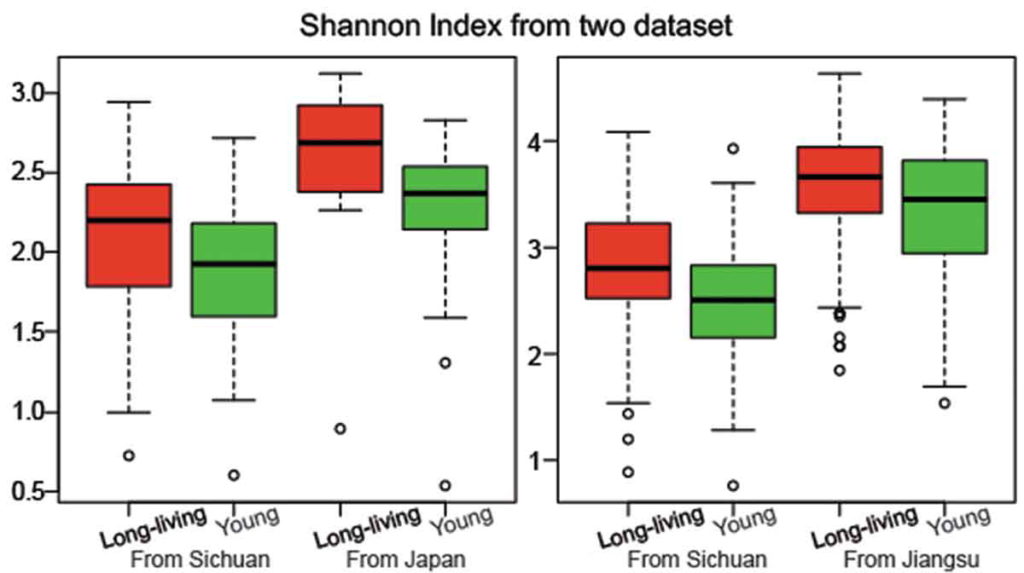 Shannon Index from two dataset
3.0
2.5
2.0
1.5
1.0
0.5
Long-living Young Long-living Young
From Sichuan From Japan
4
3
2
1
Long-living Young Long-living Young
From Sichuan From Jiangsu